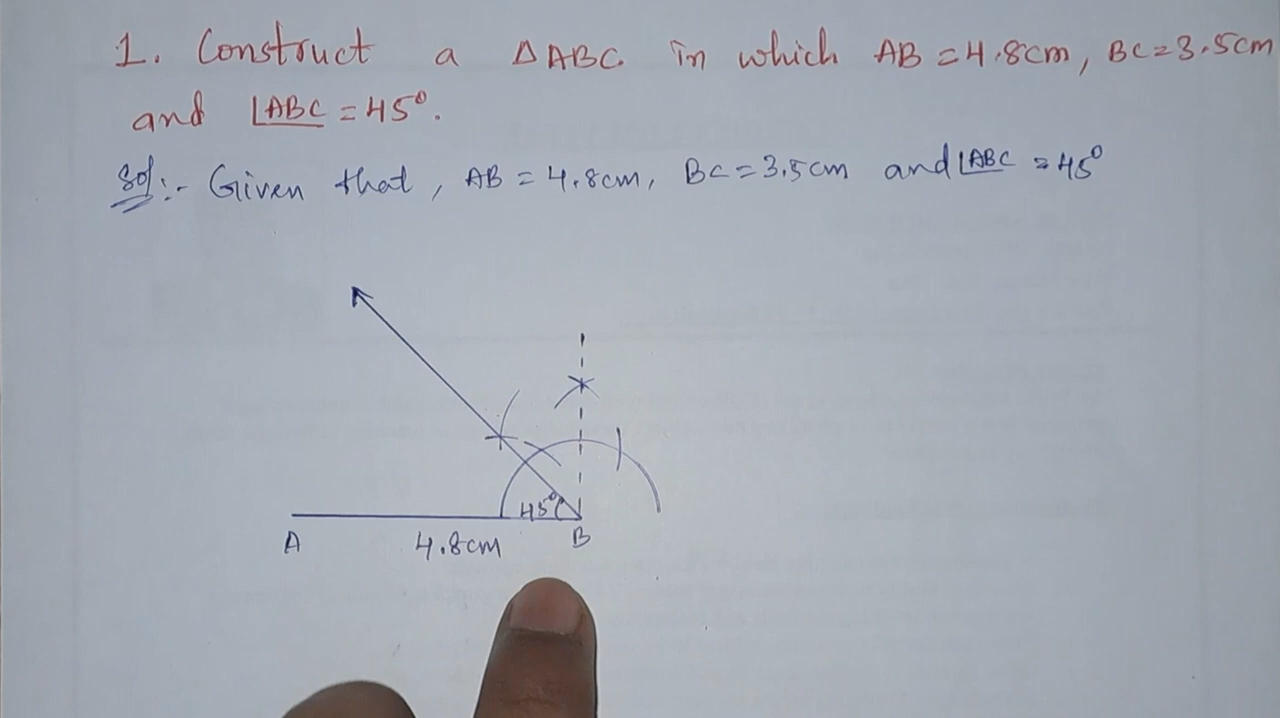 1. Construct a △ABC in which AB = 4.8cm, BC = 3.5cm
and ∠ABC = 45°.
Sol:- Given that, AB = 4.8cm, BC = 3.5cm and ∠ABC = 45°
45°
A 4.8cm B